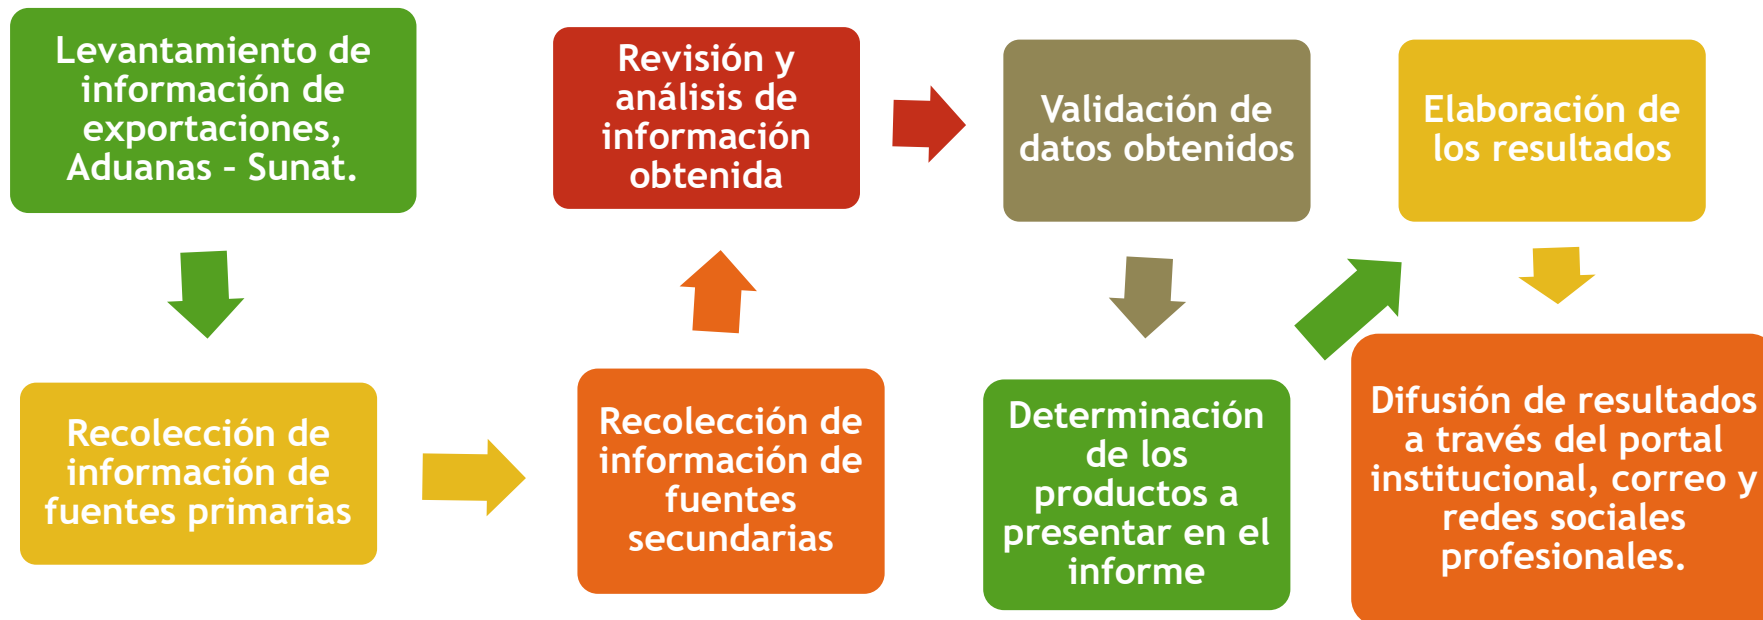 Levantamiento de
información de
exportaciones,
Aduanas – Sunat.
Recolección de
información de
fuentes primarias
Recolección de
información de
fuentes
secundarias
Revisión y
análisis de
información
obtenida
Validación de
datos obtenidos
Determinación
de los
productos a
presentar en el
informe
Elaboración de
los resultados
Difusión de resultados
a través del portal
institucional, correo y
redes sociales
profesionales.